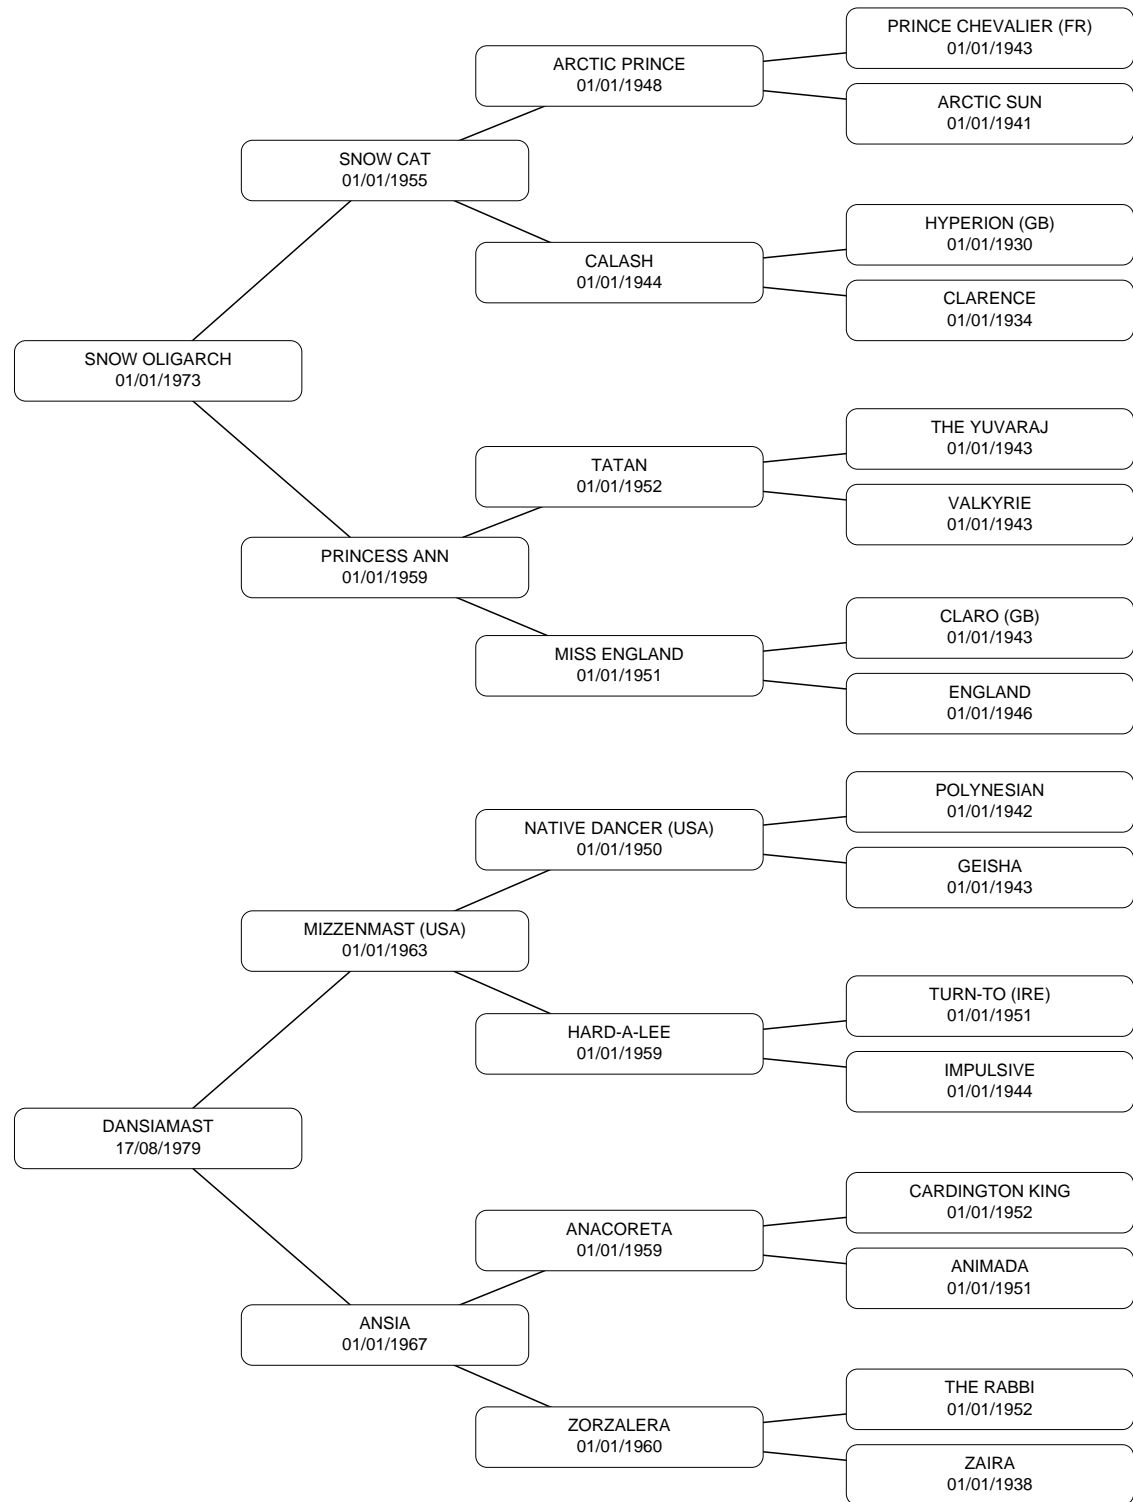 PRINCE CHEVALIER (FR)
01/01/1943
ARCTIC PRINCE
01/01/1948
ARCTIC SUN
01/01/1941
SNOW CAT
01/01/1955
HYPERION (GB)
01/01/1930
CALASH
01/01/1944
CLARENCE
01/01/1934
SNOW OLIGARCH
01/01/1973
THE YUVARAJ
01/01/1943
TATAN
01/01/1952
VALKYRIE
01/01/1943
PRINCESS ANN
01/01/1959
CLARO (GB)
01/01/1943
MISS ENGLAND
01/01/1951
ENGLAND
01/01/1946
POLYNESIAN
01/01/1942
NATIVE DANCER (USA)
01/01/1950
GEISHA
01/01/1943
MIZZENMAST (USA)
01/01/1963
TURN-TO (IRE)
01/01/1951
HARD-A-LEE
01/01/1959
IMPULSIVE
01/01/1944
DANSIAMAST
17/08/1979
CARDINGTON KING
01/01/1952
ANACORETA
01/01/1959
ANIMADA
01/01/1951
ANSIA
01/01/1967
THE RABBI
01/01/1952
ZORZALERA
01/01/1960
ZAIRA
01/01/1938